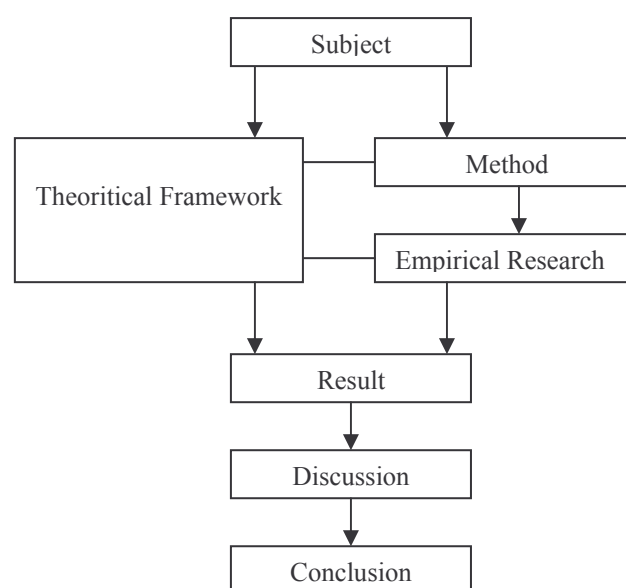 Subject
Theoritical Framework
Method
Empirical Research
Result
Discussion
Conclusion